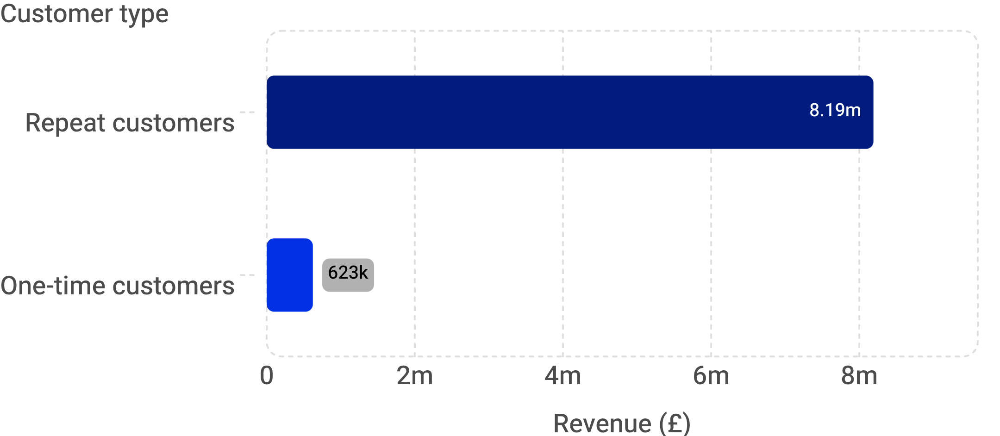 Customer type
Repeat customers
8.19m
One-time customers
623k
0 2m 4m 6m 8m
Revenue (£)